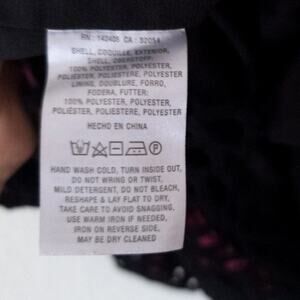 RN : 142405 CA : 32054
SHELL, COQUILLE, EXTERIOR,
SHELL, OBERSTOFF:
100% POLYESTER, POLYESTER,
POLIÉSTER, POLIESTERE, POLYESTER
LINING, DOUBLURE, FORRO,
FODERA, FUTTER:
100% POLYESTER, POLYESTER,
POLIÉSTER, POLIESTERE, POLYESTER
HECHO EN CHINA
P
HAND WASH COLD, TURN INSIDE OUT,
DO NOT WRING OR TWIST,
MILD DETERGENT, DO NOT BLEACH,
RESHAPE & LAY FLAT TO DRY,
TAKE CARE TO AVOID SNAGGING,
USE WARM IRON IF NEEDED,
IRON ON REVERSE SIDE,
MAY BE DRY CLEANED